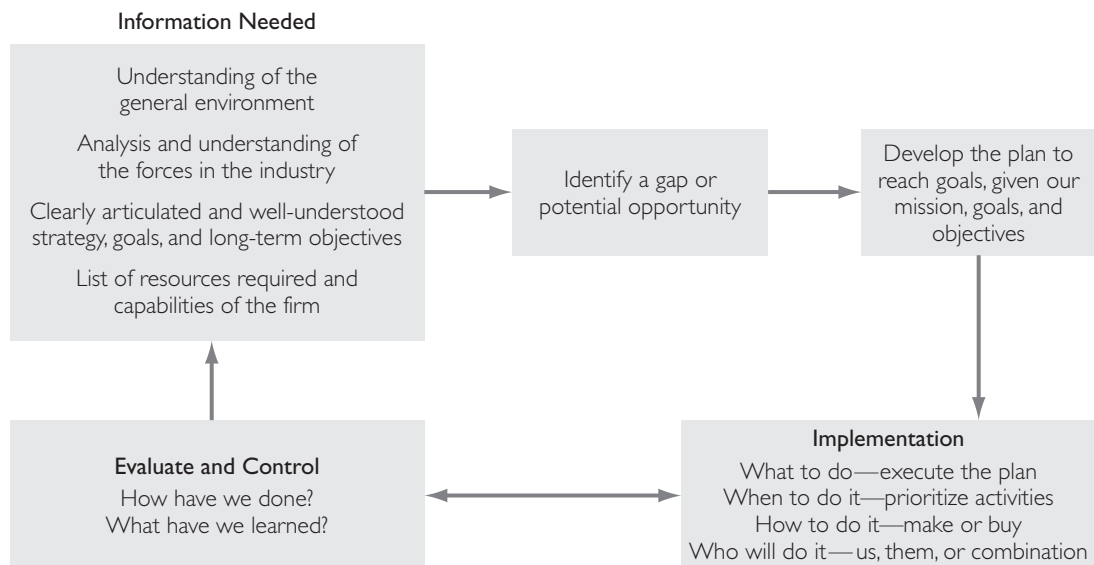 Information Needed
Understanding of the
general environment
Analysis and understanding of
the forces in the industry
Clearly articulated and well-understood
strategy, goals, and long-term objectives
List of resources required and
capabilities of the firm
Identify a gap or
potential opportunity
Develop the plan to
reach goals, given our
mission, goals, and
objectives
Evaluate and Control
How have we done?
What have we learned?
Implementation
What to do—execute the plan
When to do it—prioritize activities
How to do it—make or buy
Who will do it—us, them, or combination